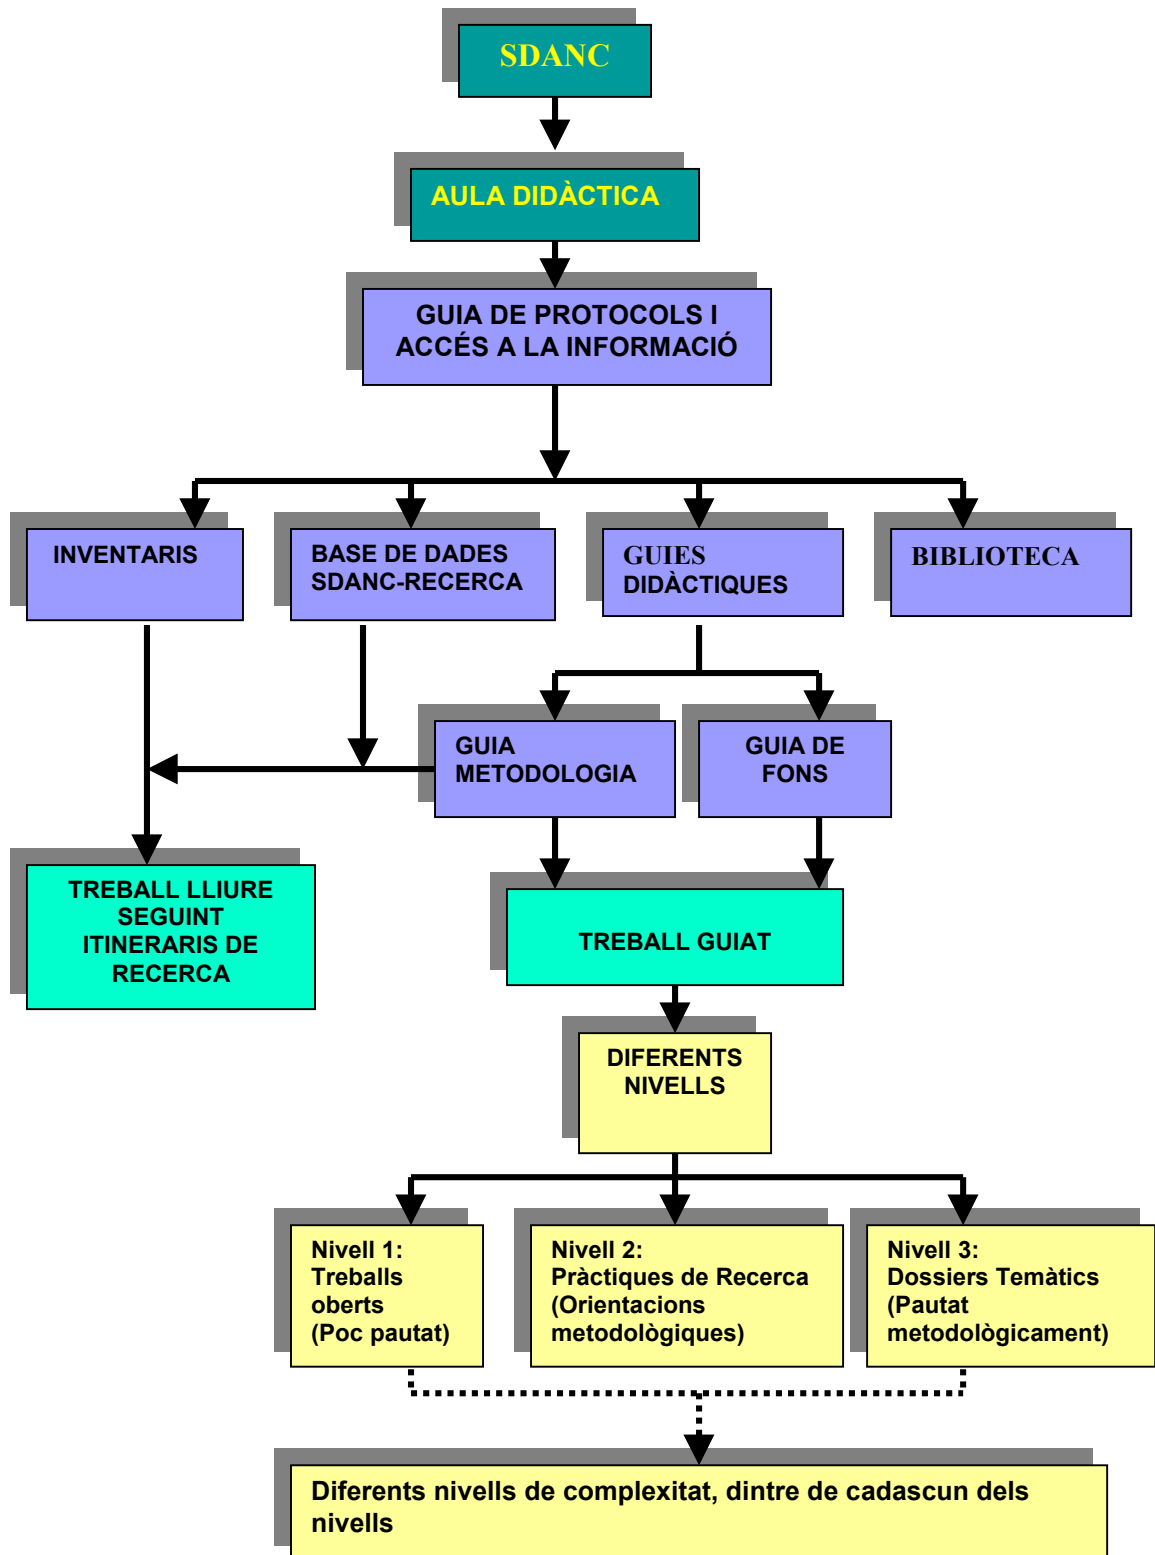 SDANC
AULA DIDÀCTICA
GUIA DE PROTOCOLS I
ACCÉS A LA INFORMACIÓ
INVENTARIS
BASE DE DADES
SDANC-RECERCA
GUIES
DIDÀCTIQUES
BIBLIOTECA
GUIA
METODOLOGIA
GUIA DE
FONS
TREBALL LLIURE
SEGUINT
ITINERARIS DE
RECERCA
TREBALL GUIAT
DIFERENTS
NIVELLS
Nivell 1:
Treballs
oberts
(Poc pautat)
Nivell 2:
Pràctiques de Recerca
(Orientacions
metodològiques)
Nivell 3:
Dossiers Temàtics
(Pautat
metodològicament)
Diferents nivells de complexitat, dintre de cadascun dels
nivells